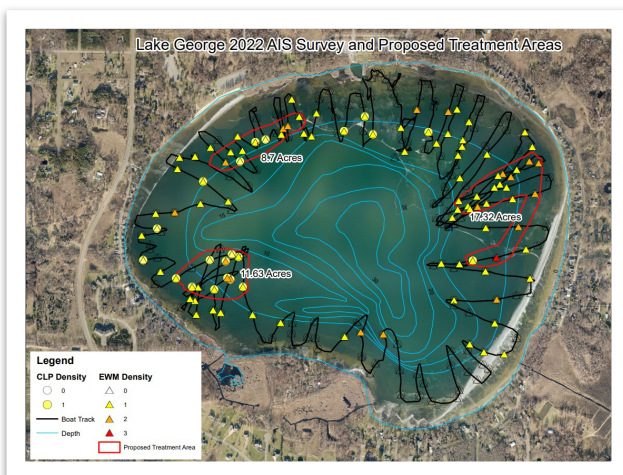 Lake George 2022 AIS Survey and Proposed Treatment Areas
8.7 Acres
17.32 Acres
11.63 Acres
Legend
CLP Density
EWM Density
0
0
1
1
Boat Track
2
Depth
3
Proposed Treatment Area